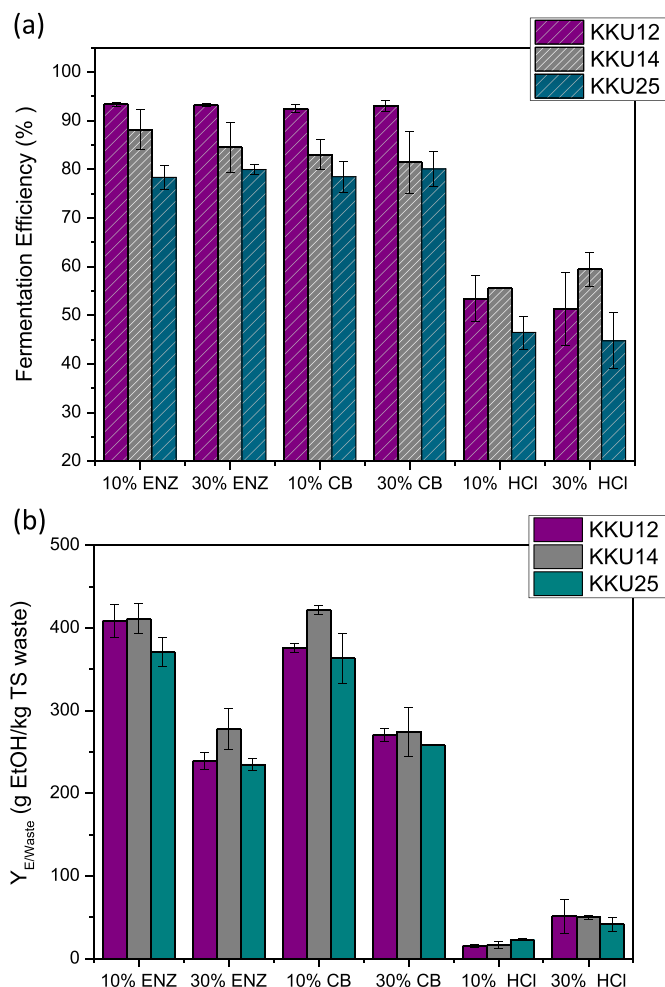 (a)
KKU12
KKU14
KKU25
Fermentation Efficiency (%)
100
90
80
70
60
50
40
30
20
10% ENZ 30% ENZ 10% CB 30% CB 10% HCl 30% HCl
(b)
KKU12
KKU14
KKU25
Y E/Waste (g EtOH/kg TS waste)
500
400
300
200
100
0
10% ENZ 30% ENZ 10% CB 30% CB 10% HCl 30% HCl